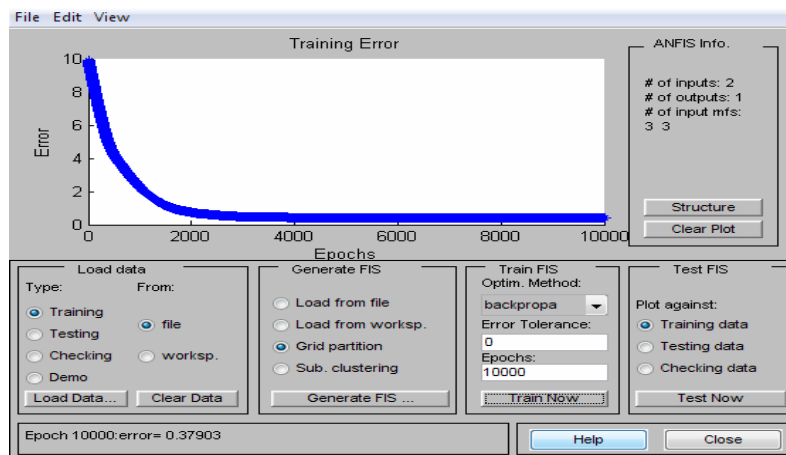 File Edit View
Training Error
10
8
6
4
2
0
Error
0 2000 4000 6000 8000 10000
Epochs
ANFIS Info.
# of inputs: 2
# of outputs: 1
# of input mfs:
3 3
Structure
Clear Plot
Load data
Type: From:
Training
Testing
Checking
Demo
file
worksp.
Load Data... Clear Data
Generate FIS
Load from file
Load from worksp.
Grid partition
Sub. clustering
Generate FIS ...
Train FIS
Optim. Method:
backpropa
Error Tolerance:
0
Epochs:
10000
Train Now
Test FIS
Plot against:
Training data
Testing data
Checking data
Test Now
Epoch 10000:error= 0.37903
Help Close